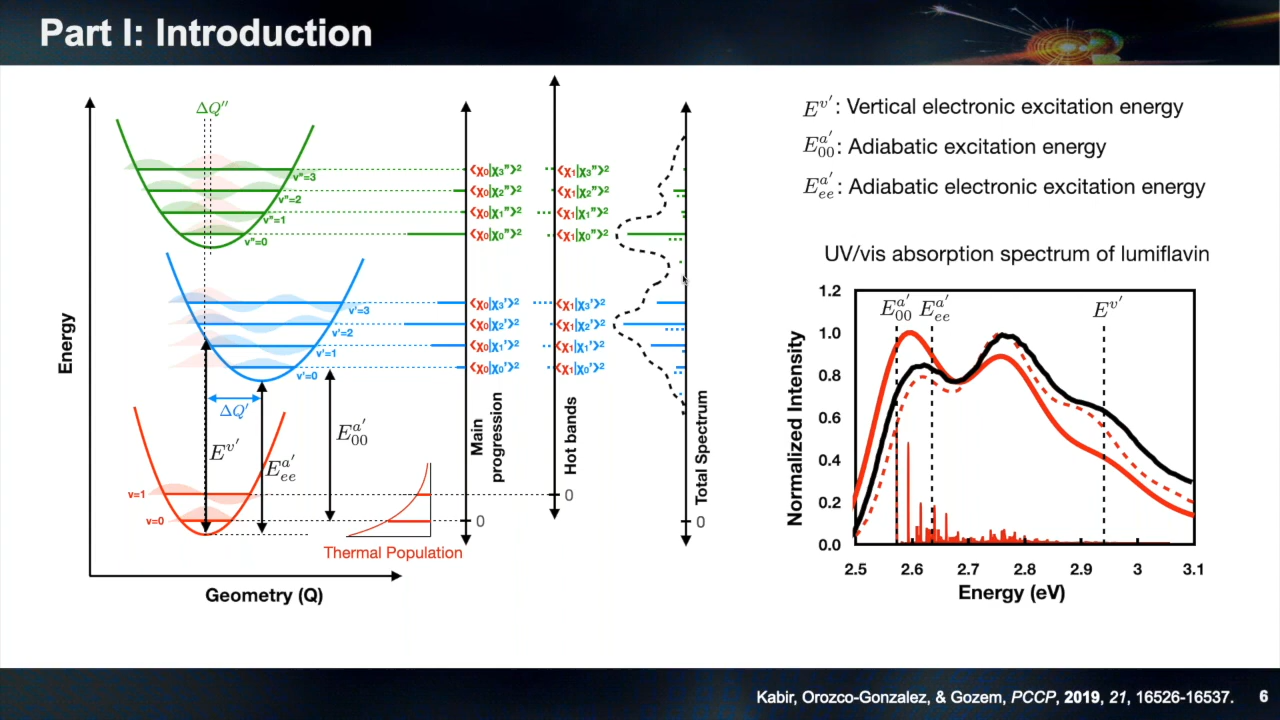 Part I: Introduction
ΔQ''
v''=3
v''=2
v''=1
v''=0
v'=3
v'=2
v'=1
v'=0
ΔQ'
E^{v'}
E_{ee}^{a'}
E_{00}^{a'}
v=1
v=0
Thermal Population
Energy
Geometry (Q)
⟨χ₀|χ₃''⟩²
⟨χ₀|χ₂''⟩²
⟨χ₀|χ₁''⟩²
⟨χ₀|χ₀''⟩²
⟨χ₀|χ₃'⟩²
⟨χ₀|χ₂'⟩²
⟨χ₀|χ₁'⟩²
⟨χ₀|χ₀'⟩²
Main
progression
0
⟨χ₁|χ₃''⟩²
⟨χ₁|χ₂''⟩²
⟨χ₁|χ₁''⟩²
⟨χ₁|χ₀''⟩²
⟨χ₁|χ₃'⟩²
⟨χ₁|χ₂'⟩²
⟨χ₁|χ₁'⟩²
⟨χ₁|χ₀'⟩²
Hot bands
0
Total Spectrum
0
E^{v'}: Vertical electronic excitation energy
E_{00}^{a'}: Adiabatic excitation energy
E_{ee}^{a'}: Adiabatic electronic excitation energy
UV/vis absorption spectrum of lumiflavin
E_{00}^{a'} E_{ee}^{a'} E^{v'}
Normalized Intensity
1.2
1.0
0.8
0.6
0.4
0.2
0.0
2.5 2.6 2.7 2.8 2.9 3 3.1
Energy (eV)
Kabir, Orozco-Gonzalez, & Gozem, PCCP, 2019, 21, 16526-16537. 6